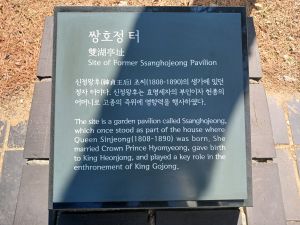 쌍호정 터
雙湖亭址
Site of Former Ssanghojeong Pavilion
신정왕후(神貞王后) 조씨(1808-1890)의 생가에 있던
정자 터이다. 신정왕후는 효명세자의 부인이자 헌종의
어머니로 고종의 즉위에 영향력을 행사하였다.
The site is a garden pavilion called Ssanghojeong,
which once stood as part of the house where
Queen Sinjeong(1808-1890) was born. She
married Crown Prince Hyomyeong, gave birth
to King Heonjong, and played a key role in the
enthronement of King Gojong.